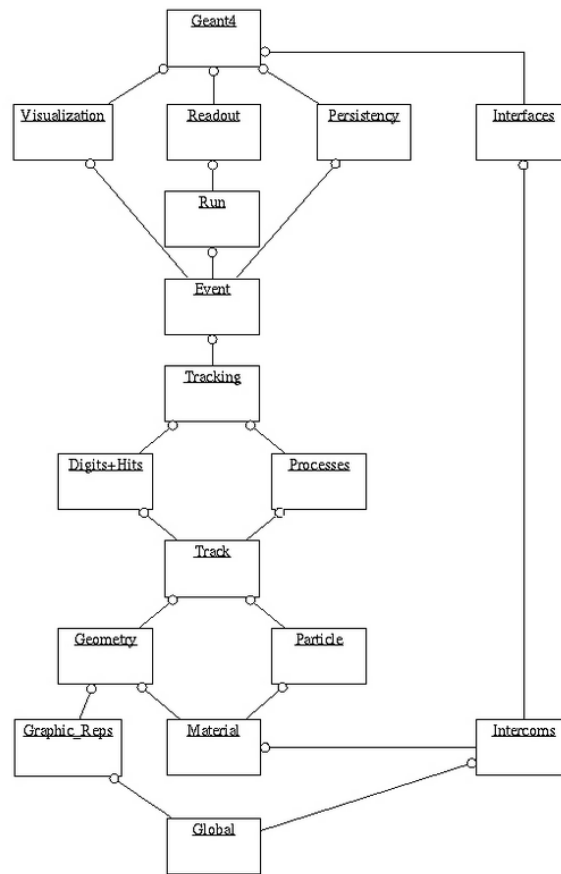 Geant4
Visualization
Readout
Persistency
Interfaces
Run
Event
Tracking
Digits+Hits
Processes
Track
Geometry
Particle
Graphic_Reps
Material
Intercoms
Global